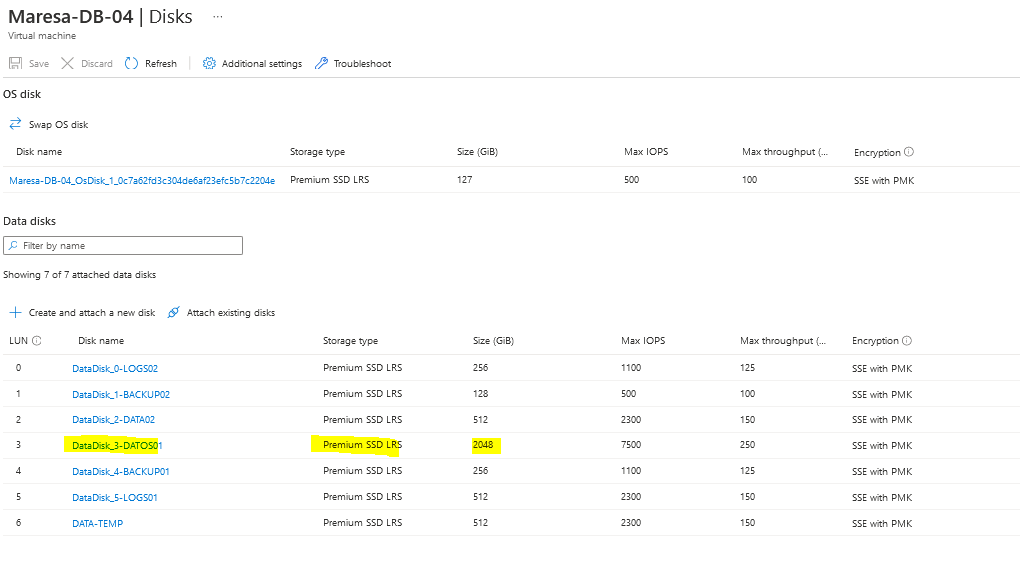 Maresa-DB-04 | Disks ...
Virtual machine
Save Discard Refresh Additional settings Troubleshoot
OS disk
Swap OS disk
Disk name Storage type Size (GiB) Max IOPS Max throughput (... Encryption
Maresa-DB-04_OsDisk_1_0c7a62fd3c304de6af23efc5b7c2204e Premium SSD LRS 127 500 100 SSE with PMK
Data disks
Filter by name
Showing 7 of 7 attached data disks
Create and attach a new disk Attach existing disks
LUN Disk name Storage type Size (GiB) Max IOPS Max throughput (... Encryption
0 DataDisk_0-LOGS02 Premium SSD LRS 256 1100 125 SSE with PMK
1 DataDisk_1-BACKUP02 Premium SSD LRS 128 500 100 SSE with PMK
2 DataDisk_2-DATA02 Premium SSD LRS 512 2300 150 SSE with PMK
3 DataDisk_3-DATOS01 Premium SSD LRS 2048 7500 250 SSE with PMK
4 DataDisk_4-BACKUP01 Premium SSD LRS 256 1100 125 SSE with PMK
5 DataDisk_5-LOGS01 Premium SSD LRS 512 2300 150 SSE with PMK
6 DATA-TEMP Premium SSD LRS 512 2300 150 SSE with PMK